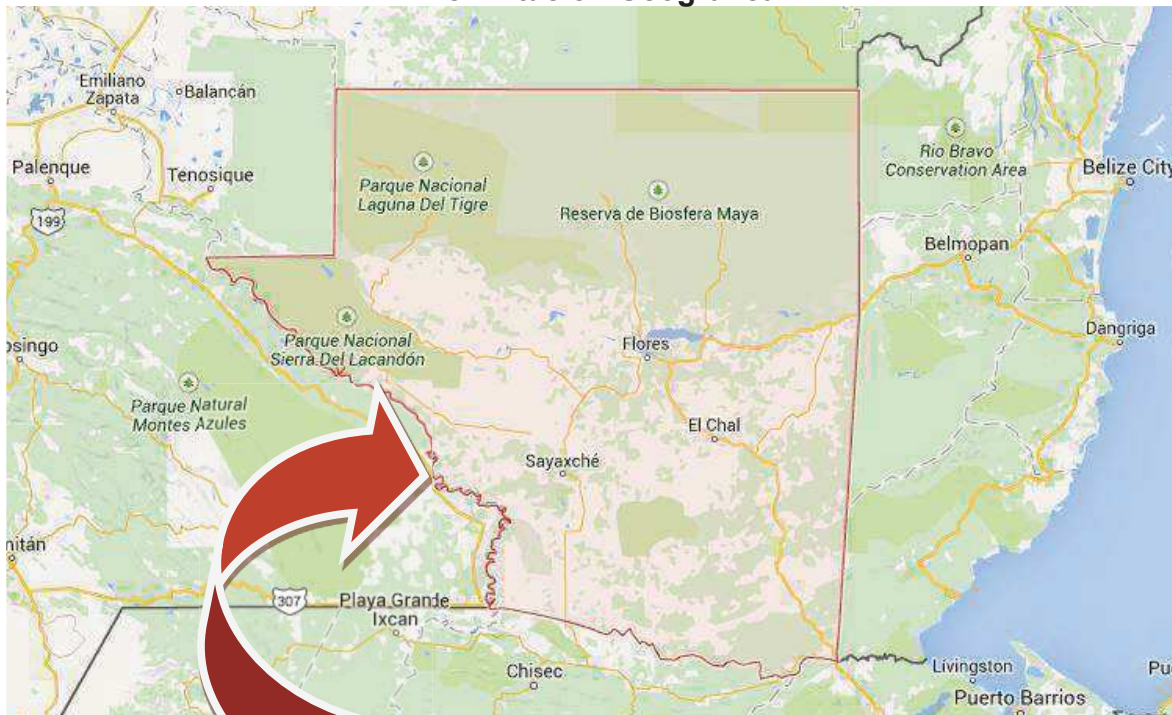 Emiliano
Zapata
Balancán
Palenque
Tenosique
199
Parque Nacional
Laguna Del Tigre
Reserva de Biosfera Maya
Rio Bravo
Conservation Area
Belize City
Belmopan
Dangriga
Parque Nacional
Sierra Del Lacandón
Flores
Parque Natural
Montes Azules
El Chal
Sayaxché
307
Playa Grande
Ixcan
Chisec
Livingston
Puerto Barrios